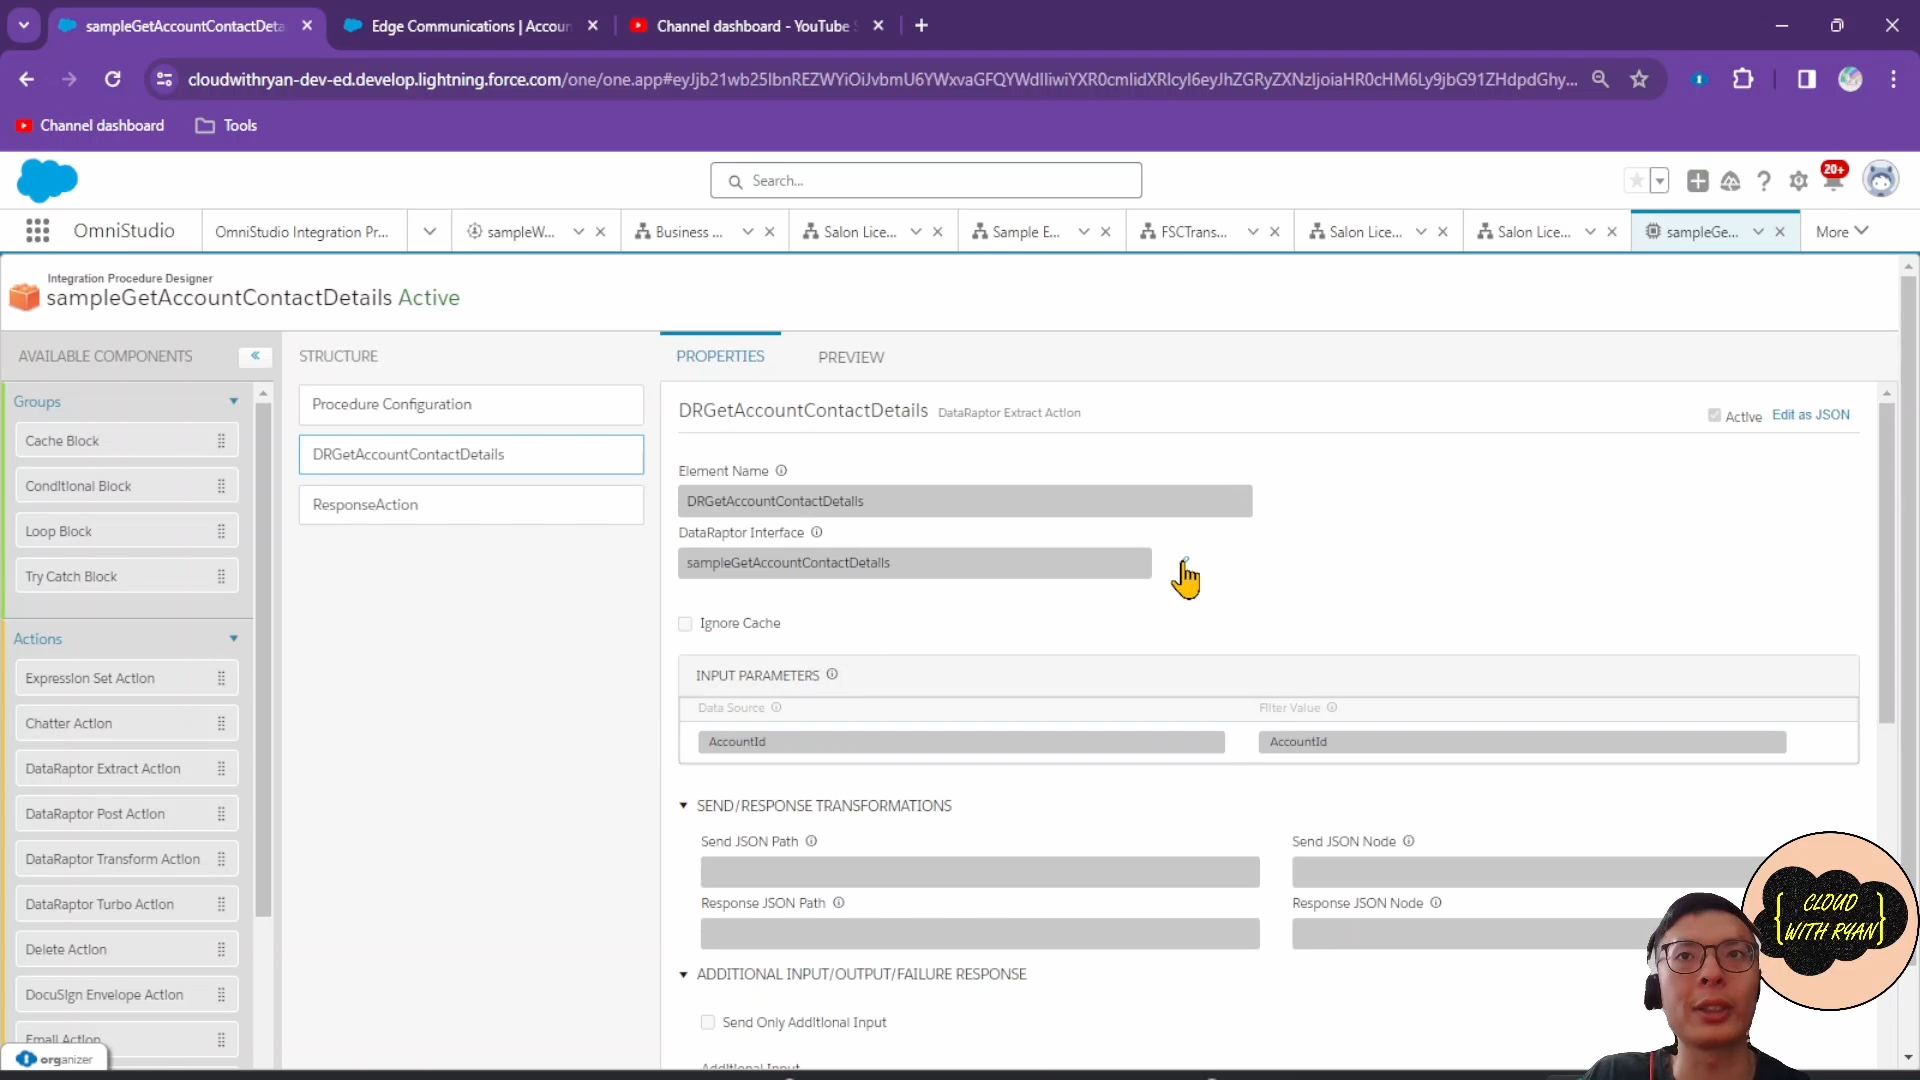 sampleGetAccountContactDeta
Edge Communications | Accoun
Channel dashboard - YouTube S
cloudwithryan-dev-ed.develop.lightning.force.com/one/one.app#eyJjb21wb25lbnREZWYiOiJvbmU6YWxvaGFQYWdlIiwiYXR0cmlidXRlcyI6eyJhZGRyZXNzIjoiaHR0cHM6Ly9jbG91ZHdpdGhy...
Channel dashboard
Tools
Search...
20+
OmniStudio
OmniStudio Integration Pr...
sampleW...
Business ...
Salon Lice...
Sample E...
FSCTrans...
Salon Lice...
Salon Lice...
sampleGe...
More
Integration Procedure Designer
sampleGetAccountContactDetails Active
AVAILABLE COMPONENTS
STRUCTURE
PROPERTIES
PREVIEW
Groups
Cache Block
Conditional Block
Loop Block
Try Catch Block
Actions
Expression Set Action
Chatter Action
DataRaptor Extract Action
DataRaptor Post Action
DataRaptor Transform Action
DataRaptor Turbo Action
Delete Action
DocuSign Envelope Action
Email Action
organizer
Procedure Configuration
DRGetAccountContactDetails
ResponseAction
DRGetAccountContactDetails DataRaptor Extract Action
Active Edit as JSON
Element Name
DRGetAccountContactDetails
DataRaptor Interface
sampleGetAccountContactDetails
Ignore Cache
INPUT PARAMETERS
Data Source
Filter Value
AccountId
AccountId
SEND/RESPONSE TRANSFORMATIONS
Send JSON Path
Send JSON Node
Response JSON Path
Response JSON Node
ADDITIONAL INPUT/OUTPUT/FAILURE RESPONSE
Send Only Additional Input
Additional Input
{ CLOUD
WITH RYAN }